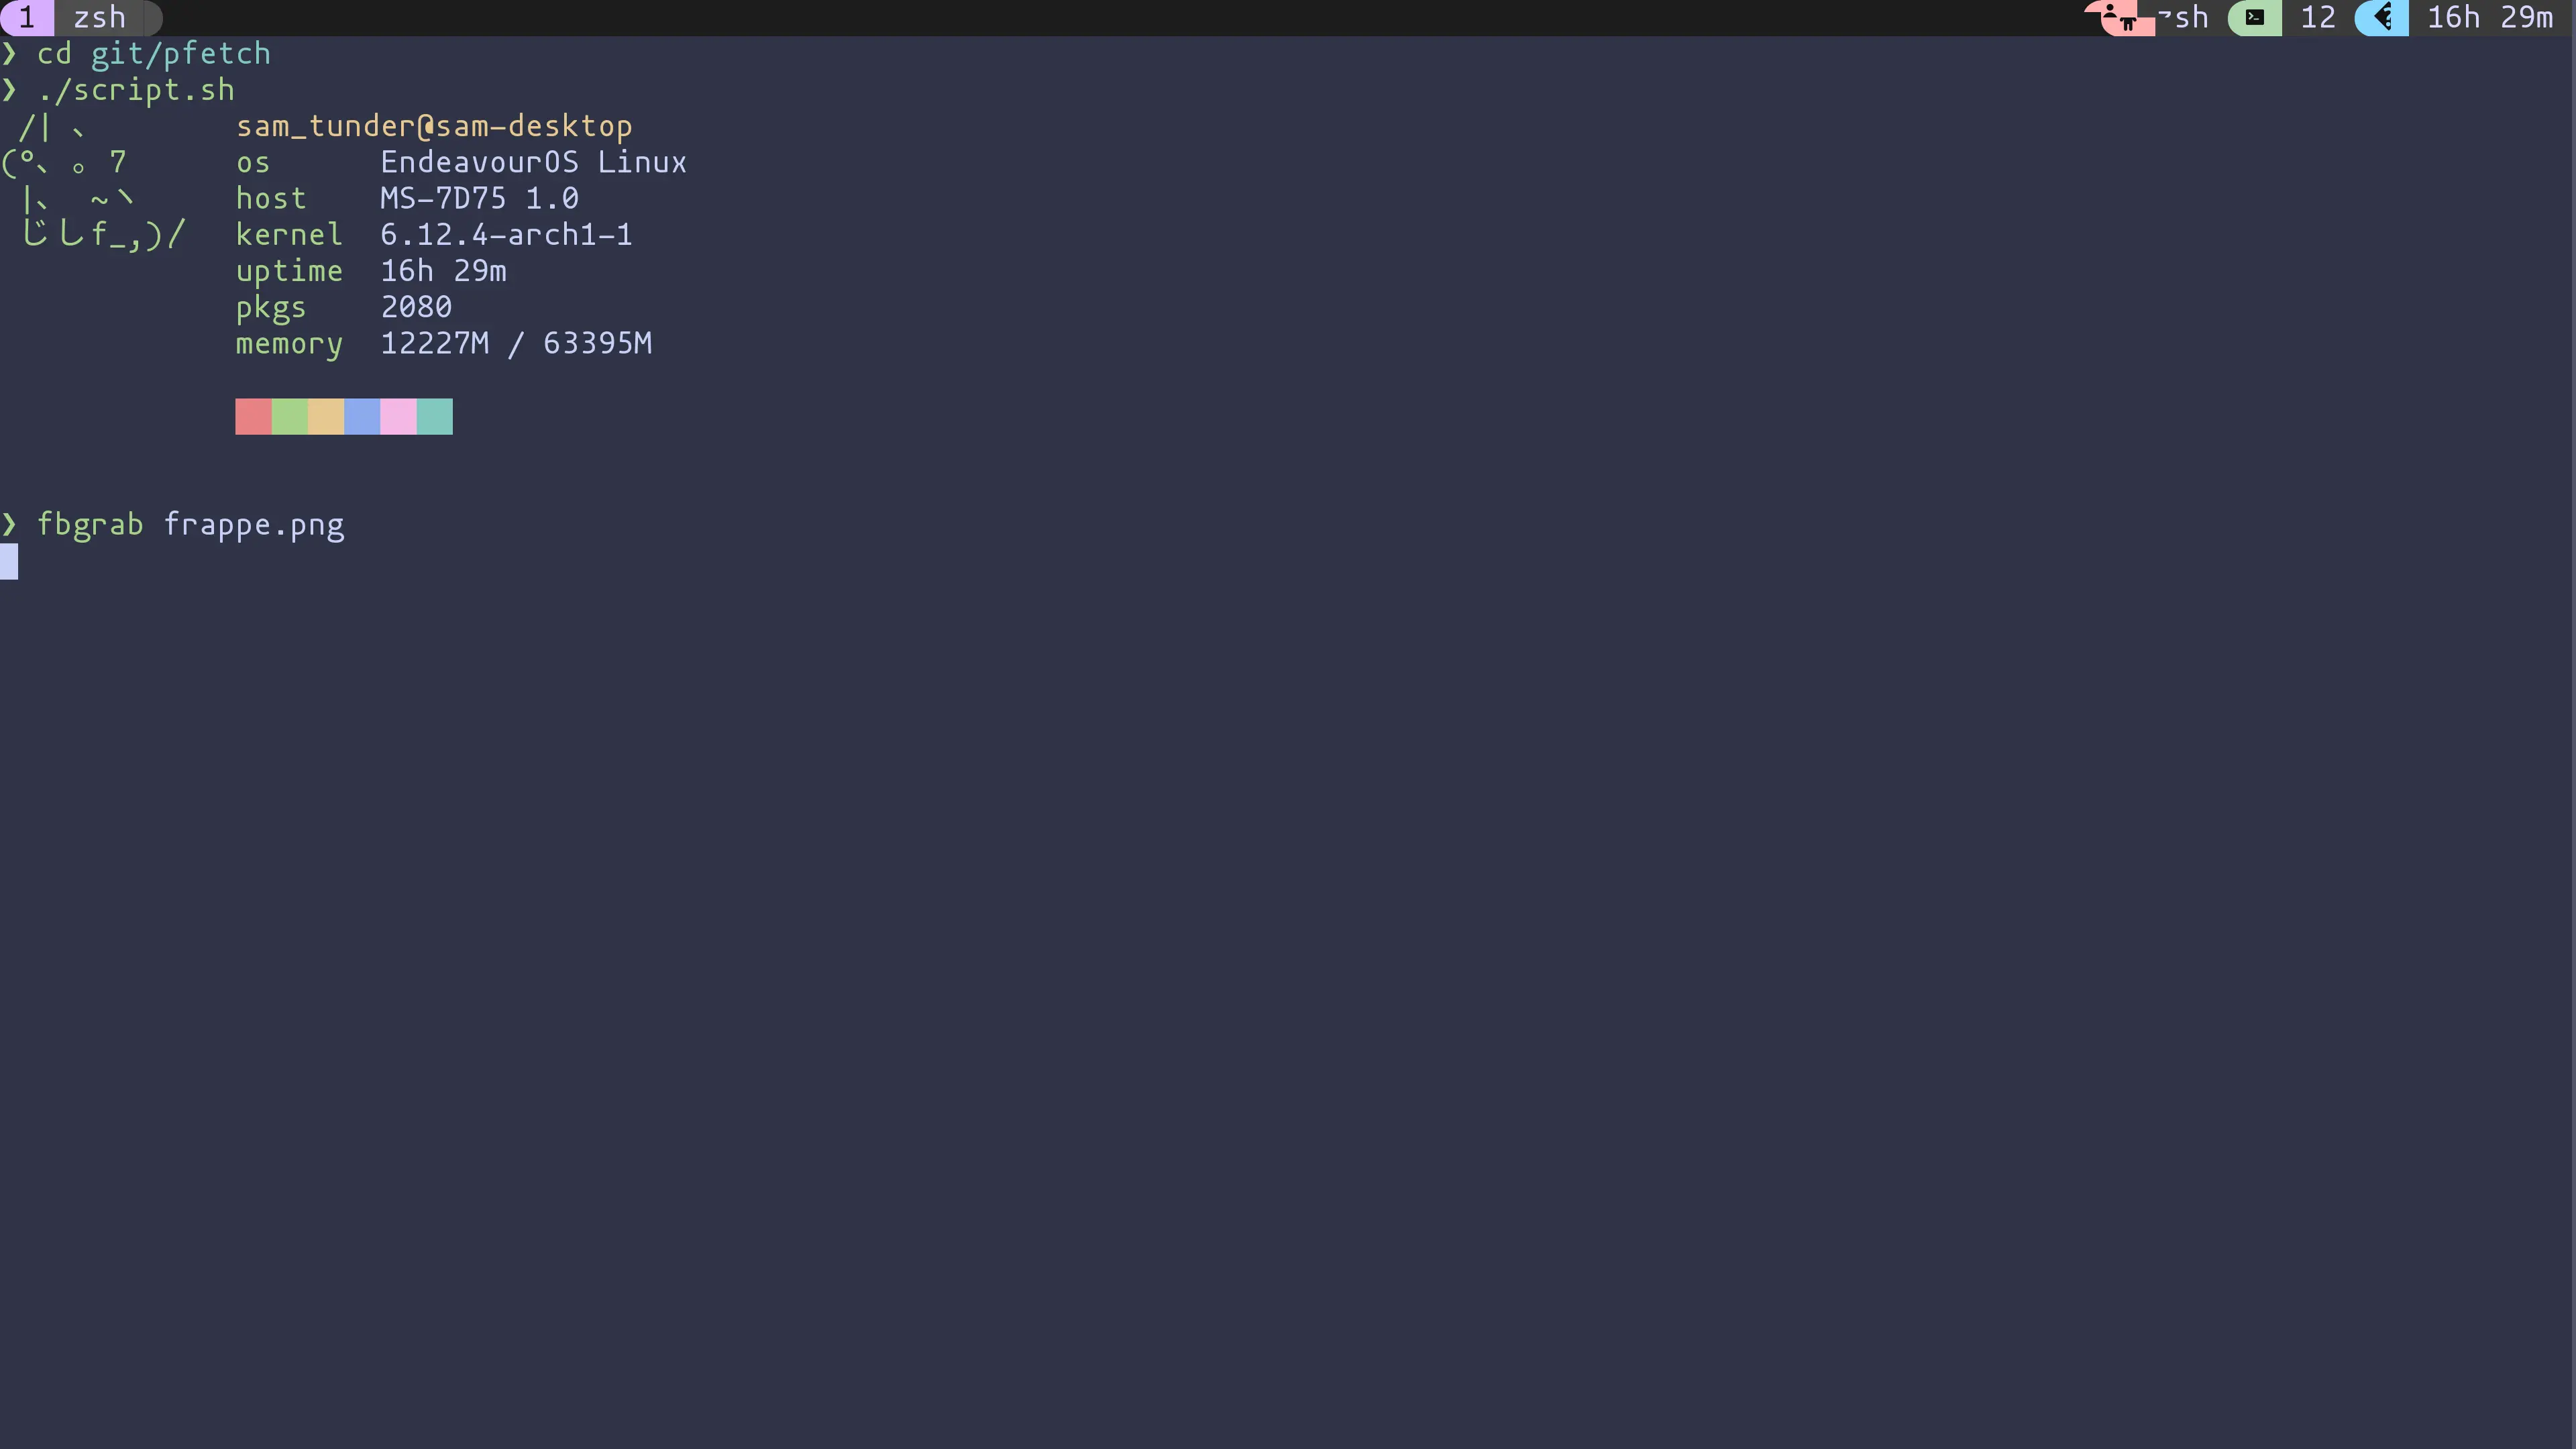 1 zsh zsh 12 16h 29m
❯ cd git/pfetch
❯ ./script.sh
/| 、 sam_tunder@sam-desktop
(°、 。7 os EndeavourOS Linux
|、 ~ヽ host MS-7D75 1.0
じしf_,)/ kernel 6.12.4-arch1-1
uptime 16h 29m
pkgs 2080
memory 12227M / 63395M
❯ fbgrab frappe.png